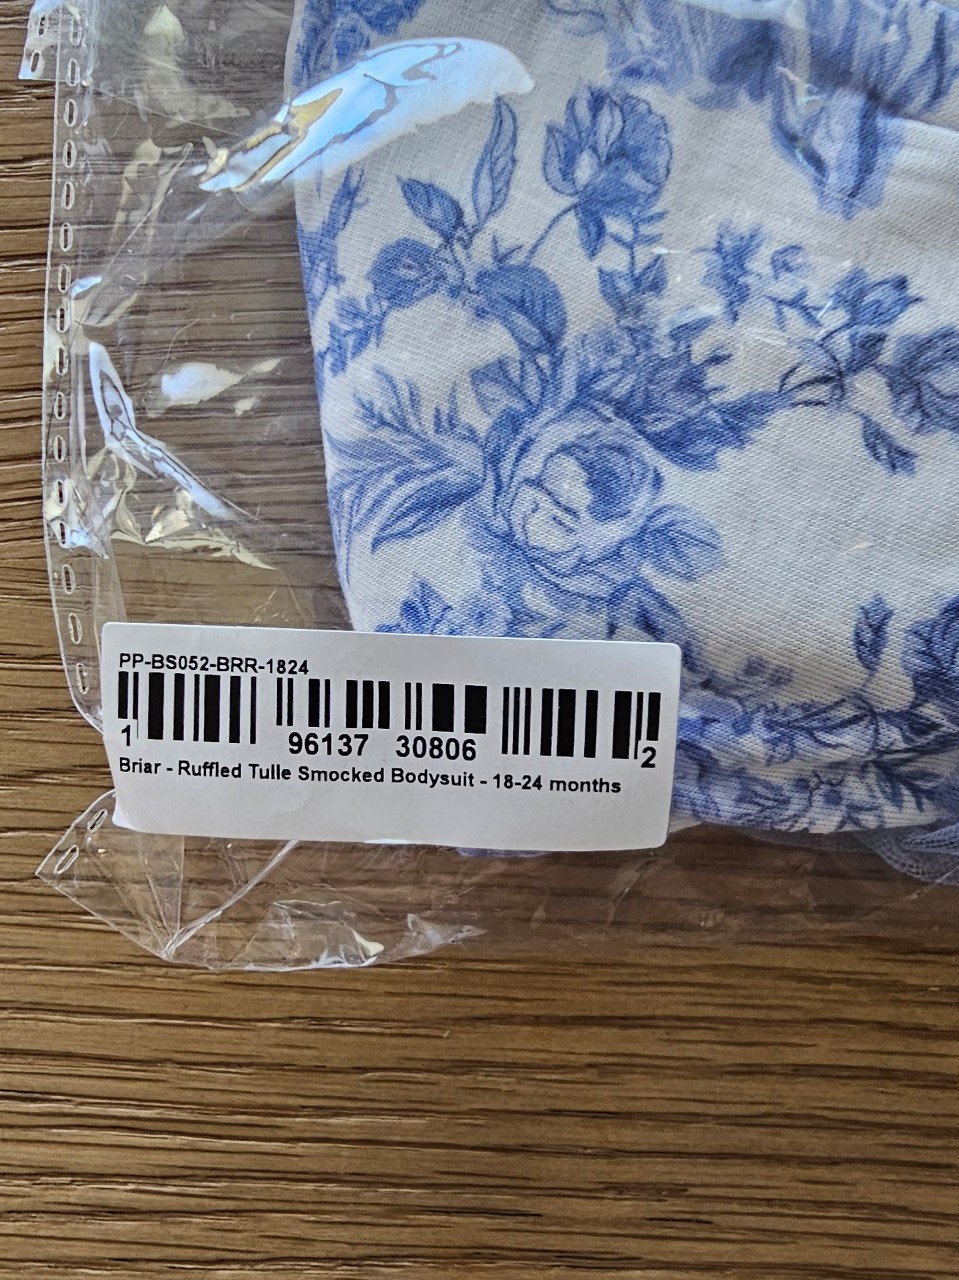 PP-BS052-BRR-1824
1 96137 30806 2
Briar - Ruffled Tulle Smocked Bodysuit - 18-24 months